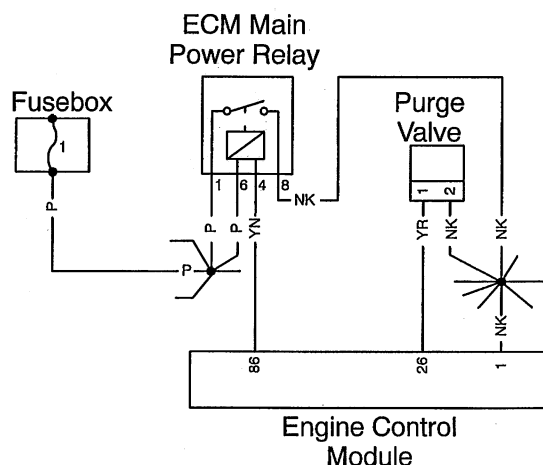 ECM Main
Power Relay
Fusebox
1
Purge
Valve
1
6
4
8
1
2
NK
P
P
P
YN
YR
NK
NK
P
NK
86
26
1
Engine Control
Module